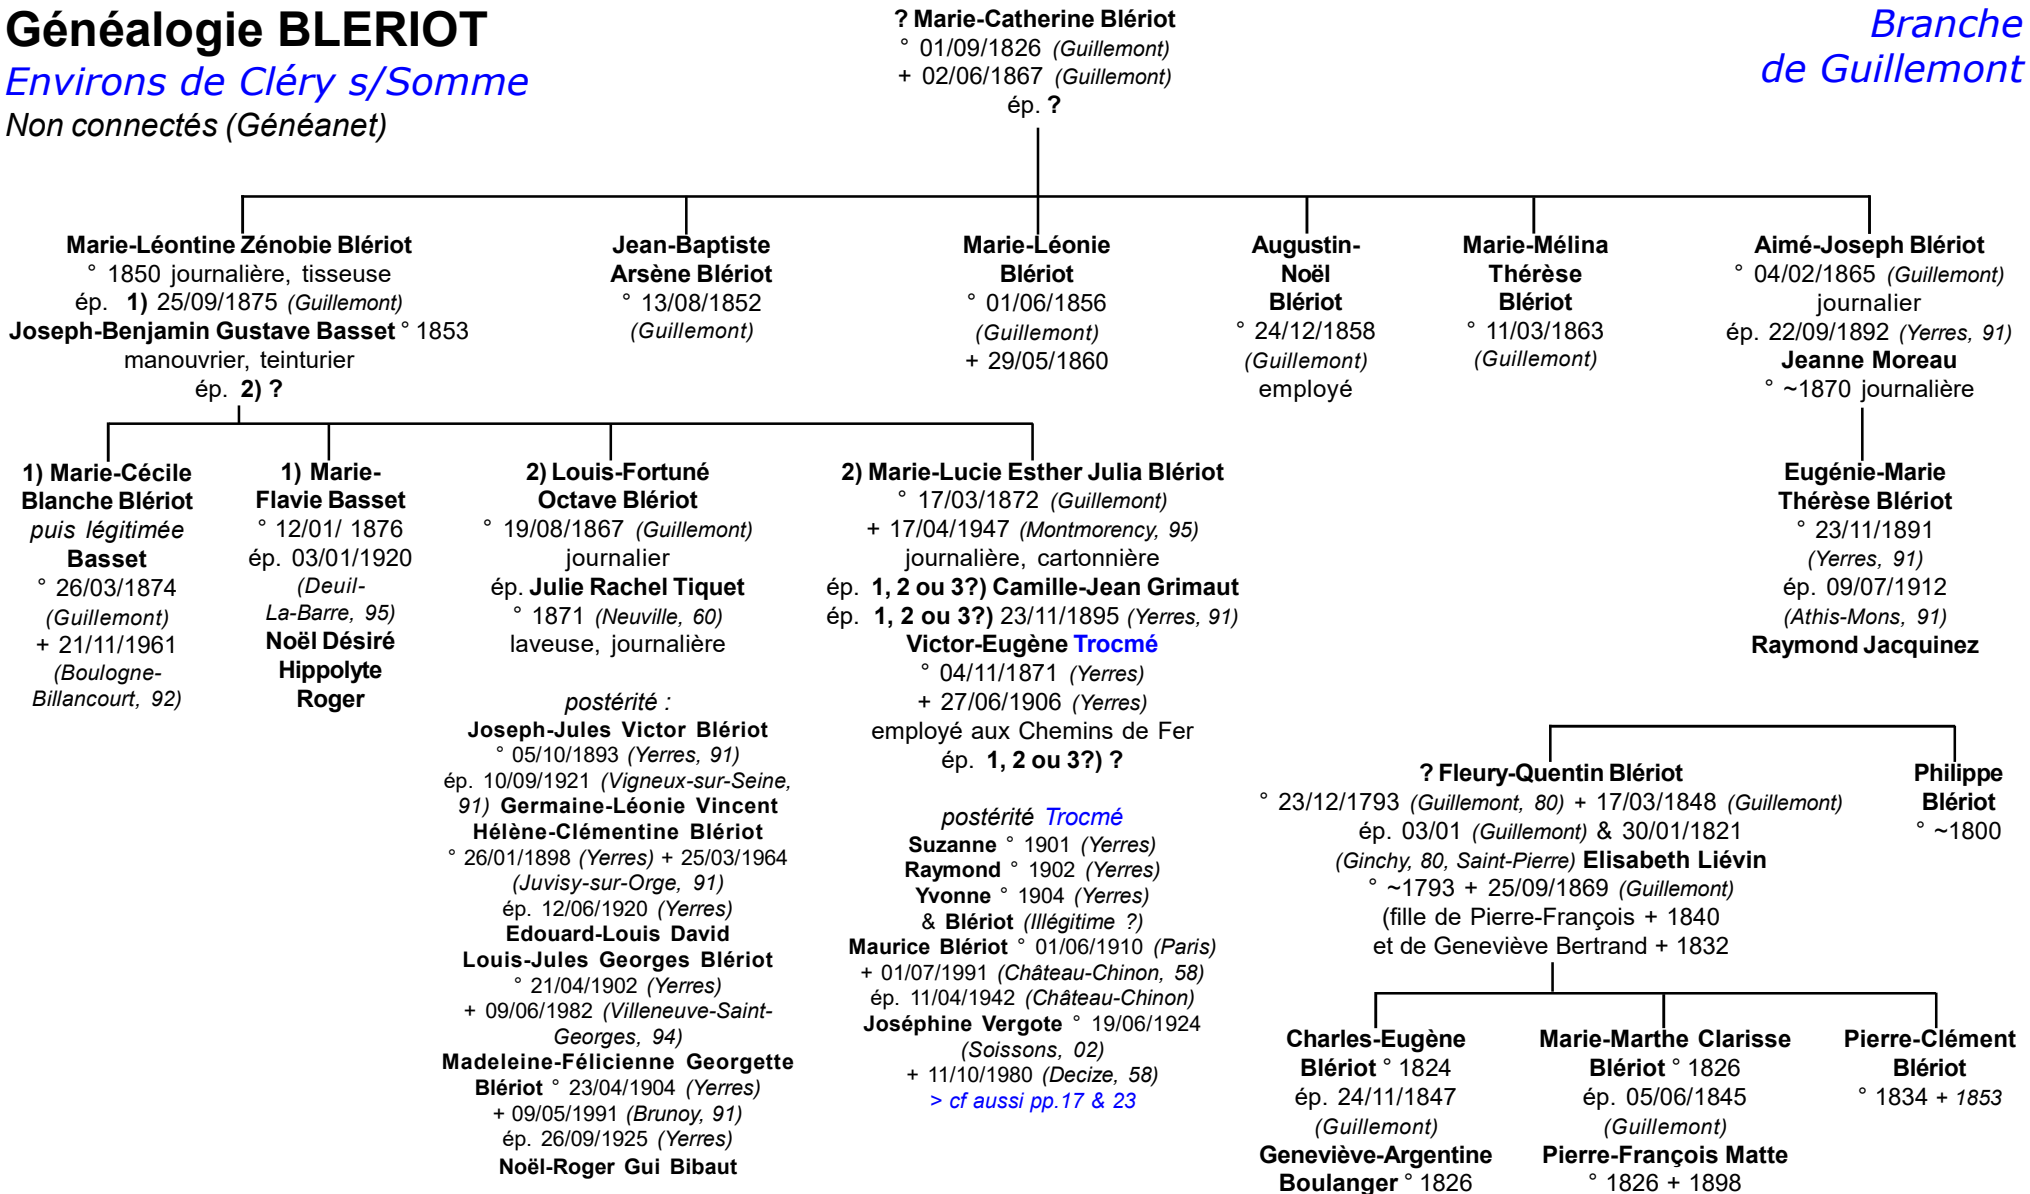 Généalogie BLERIOT
Environs de Cléry s/Somme
Non connectés (Généanet)
? Marie-Catherine Blériot
° 01/09/1826 (Guillemont)
+ 02/06/1867 (Guillemont)
ép. ?
Branche
de Guillemont
Marie-Léontine Zénobie Blériot
° 1850 journalière, tisseuse
ép. 1) 25/09/1875 (Guillemont)
Joseph-Benjamin Gustave Basset ° 1853
manouvrier, teinturier
ép. 2) ?
Jean-Baptiste
Arsène Blériot
° 13/08/1852
(Guillemont)
Marie-Léonie
Blériot
° 01/06/1856
(Guillemont)
+ 29/05/1860
Augustin-
Noël
Blériot
° 24/12/1858
(Guillemont)
employé
Marie-Mélina
Thérèse
Blériot
° 11/03/1863
(Guillemont)
Aimé-Joseph Blériot
° 04/02/1865 (Guillemont)
journalier
ép. 22/09/1892 (Yerres, 91)
Jeanne Moreau
° ~1870 journalière
1) Marie-Cécile
Blanche Blériot
puis légitimée
Basset
° 26/03/1874
(Guillemont)
+ 21/11/1961
(Boulogne-
Billancourt, 92)
1) Marie-
Flavie Basset
° 12/01/ 1876
ép. 03/01/1920
(Deuil-
La-Barre, 95)
Noël Désiré
Hippolyte
Roger
2) Louis-Fortuné
Octave Blériot
° 19/08/1867 (Guillemont)
journalier
ép. Julie Rachel Tiquet
° 1871 (Neuville, 60)
laveuse, journalière
postérité :
Joseph-Jules Victor Blériot
° 05/10/1893 (Yerres, 91)
ép. 10/09/1921 (Vigneux-sur-Seine,
91) Germaine-Léonie Vincent
Hélène-Clémentine Blériot
° 26/01/1898 (Yerres) + 25/03/1964
(Juvisy-sur-Orge, 91)
ép. 12/06/1920 (Yerres)
Edouard-Louis David
Louis-Jules Georges Blériot
° 21/04/1902 (Yerres)
+ 09/06/1982 (Villeneuve-Saint-
Georges, 94)
Madeleine-Félicienne Georgette
Blériot ° 23/04/1904 (Yerres)
+ 09/05/1991 (Brunoy, 91)
ép. 26/09/1925 (Yerres)
Noël-Roger Gui Bibaut
2) Marie-Lucie Esther Julia Blériot
° 17/03/1872 (Guillemont)
+ 17/04/1947 (Montmorency, 95)
journalière, cartonnière
ép. 1, 2 ou 3?) Camille-Jean Grimaut
ép. 1, 2 ou 3?) 23/11/1895 (Yerres, 91)
Victor-Eugène Trocmé
° 04/11/1871 (Yerres)
+ 27/06/1906 (Yerres)
employé aux Chemins de Fer
ép. 1, 2 ou 3?) ?
postérité Trocmé
Suzanne ° 1901 (Yerres)
Raymond ° 1902 (Yerres)
Yvonne ° 1904 (Yerres)
& Blériot (Illégitime ?)
Maurice Blériot ° 01/06/1910 (Paris)
+ 01/07/1991 (Château-Chinon, 58)
ép. 11/04/1942 (Château-Chinon)
Joséphine Vergote ° 19/06/1924
(Soissons, 02)
+ 11/10/1980 (Decize, 58)
> cf aussi pp.17 & 23
Eugénie-Marie
Thérèse Blériot
° 23/11/1891
(Yerres, 91)
ép. 09/07/1912
(Athis-Mons, 91)
Raymond Jacquinez
? Fleury-Quentin Blériot
° 23/12/1793 (Guillemont, 80) + 17/03/1848 (Guillemont)
ép. 03/01 (Guillemont) & 30/01/1821
(Ginchy, 80, Saint-Pierre) Elisabeth Liévin
° ~1793 + 25/09/1869 (Guillemont)
(fille de Pierre-François + 1840
et de Geneviève Bertrand + 1832
Philippe
Blériot
° ~1800
Charles-Eugène
Blériot ° 1824
ép. 24/11/1847
(Guillemont)
Geneviève-Argentine
Boulanger ° 1826
Marie-Marthe Clarisse
Blériot ° 1826
ép. 05/06/1845
(Guillemont)
Pierre-François Matte
° 1826 + 1898
Pierre-Clément
Blériot
° 1834 + 1853